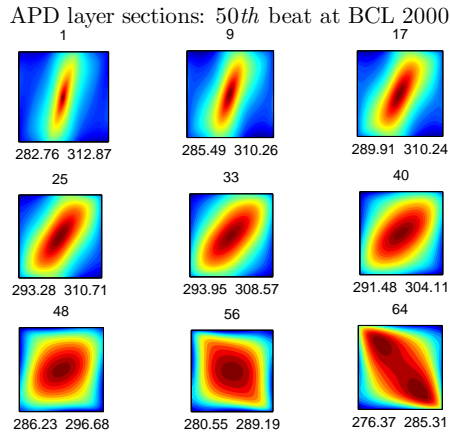 APD layer sections: 50th beat at BCL 2000
1 9 17
282.76 312.87 285.49 310.26 289.91 310.24
25 33 40
293.28 310.71 293.95 308.57 291.48 304.11
48 56 64
286.23 296.68 280.55 289.19 276.37 285.31